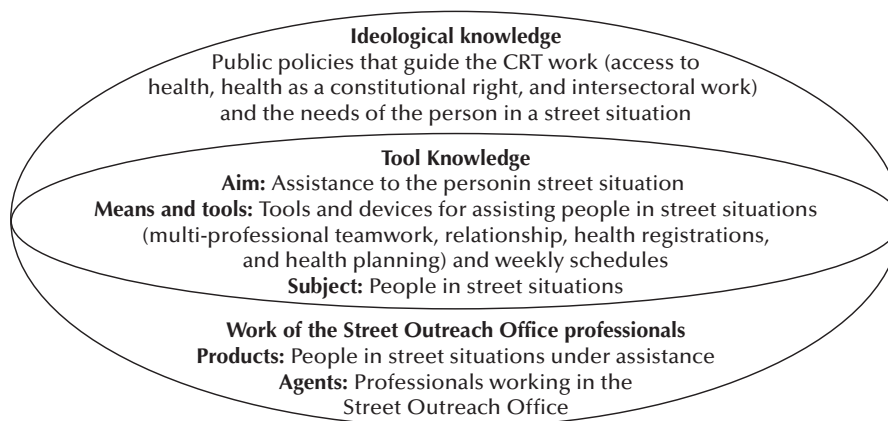 Ideological knowledge
Public policies that guide the CRT work (access to
health, health as a constitutional right, and intersectoral work)
and the needs of the person in a street situation
Tool Knowledge
Aim: Assistance to the personin street situation
Means and tools: Tools and devices for assisting people in street situations
(multi-professional teamwork, relationship, health registrations,
and health planning) and weekly schedules
Subject: People in street situations
Work of the Street Outreach Office professionals
Products: People in street situations under assistance
Agents: Professionals working in the
Street Outreach Office